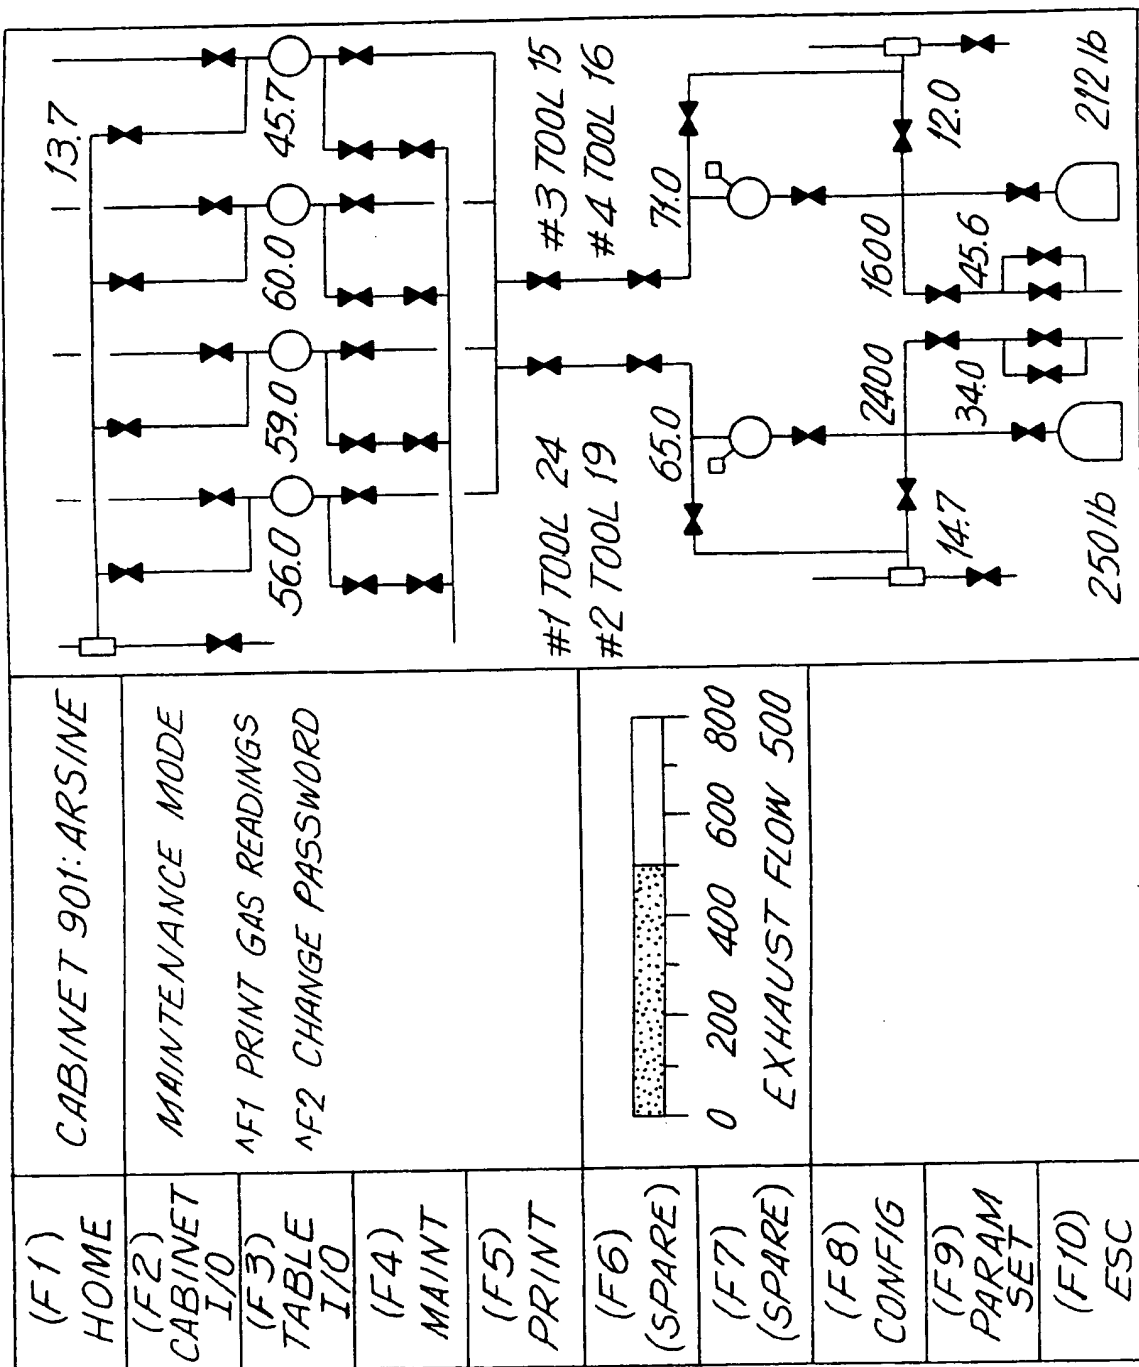 (F1)
HOME
(F2)
CABINET
I/O
(F3)
TABLE
I/O
(F4)
MAINT
(F5)
PRINT
(F6)
(SPARE)
(F7)
(SPARE)
(F8)
CONFIG
(F9)
PARAM
SET
(F10)
ESC
CABINET 901: ARSINE
MAINTENANCE MODE
^F1 PRINT GAS READINGS
^F2 CHANGE PASSWORD
0 200 400 600 800
EXHAUST FLOW 500
13.7
56.0 59.0 60.0 45.7
#1 TOOL 24
#2 TOOL 19
#3 TOOL 15
#4 TOOL 16
65.0 71.0
2400 1600
14.7 34.0 45.6 12.0
250 lb 212 lb